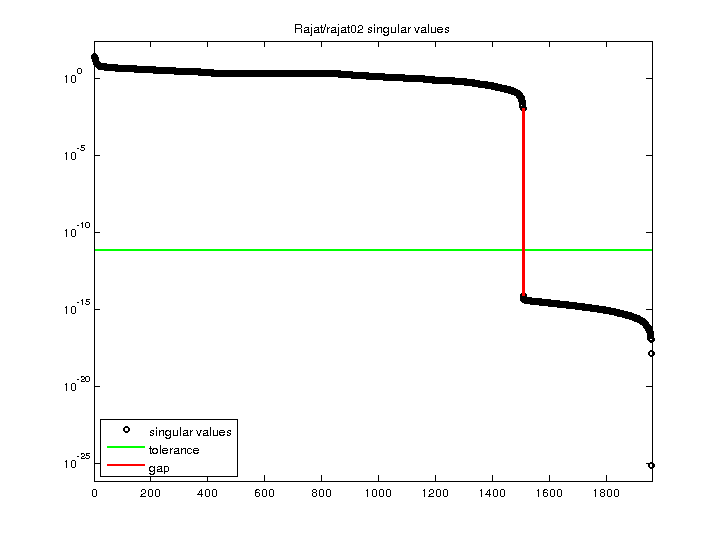 Rajat/rajat02 singular values
10^0
10^-5
10^-10
10^-15
10^-20
10^-25
singular values
tolerance
gap
0 200 400 600 800 1000 1200 1400 1600 1800